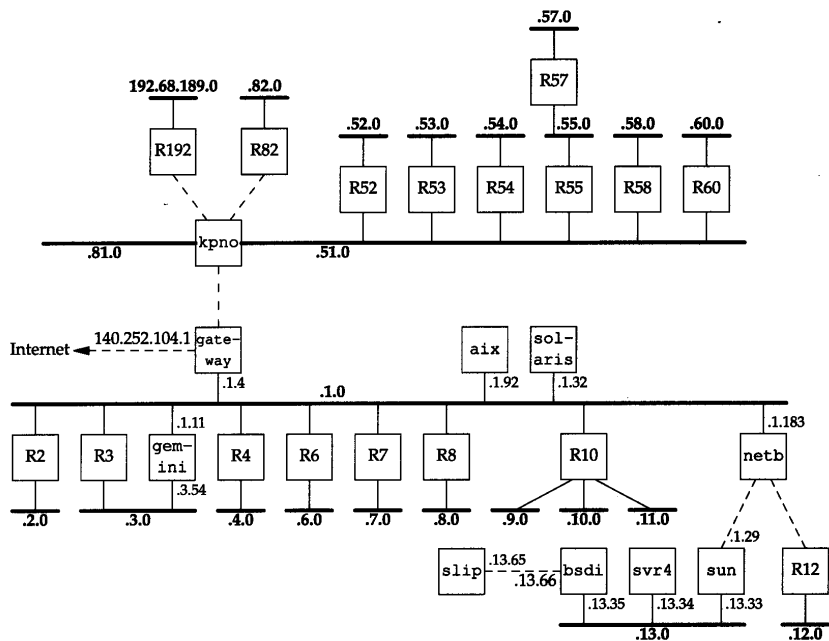 .57.0
R57
192.68.189.0 .82.0
.52.0 .53.0 .54.0 .55.0 .58.0 .60.0
R192 R82
R52 R53 R54 R55 R58 R60
kpno
.81.0 .51.0
Internet 140.252.104.1
gate-
way
aix
sol-
aris
.1.4 .1.92 .1.32
.1.0
.1.11 .1.183
R2 R3
gem-
ini
R4 R6 R7 R8 R10 netb
.3.54
.2.0 .3.0 .4.0 .6.0 .7.0 .8.0 .9.0 .10.0 .11.0
.1.29
slip .13.65 .13.66 bsdi svr4 sun R12
.13.35 .13.34 .13.33
.13.0 .12.0